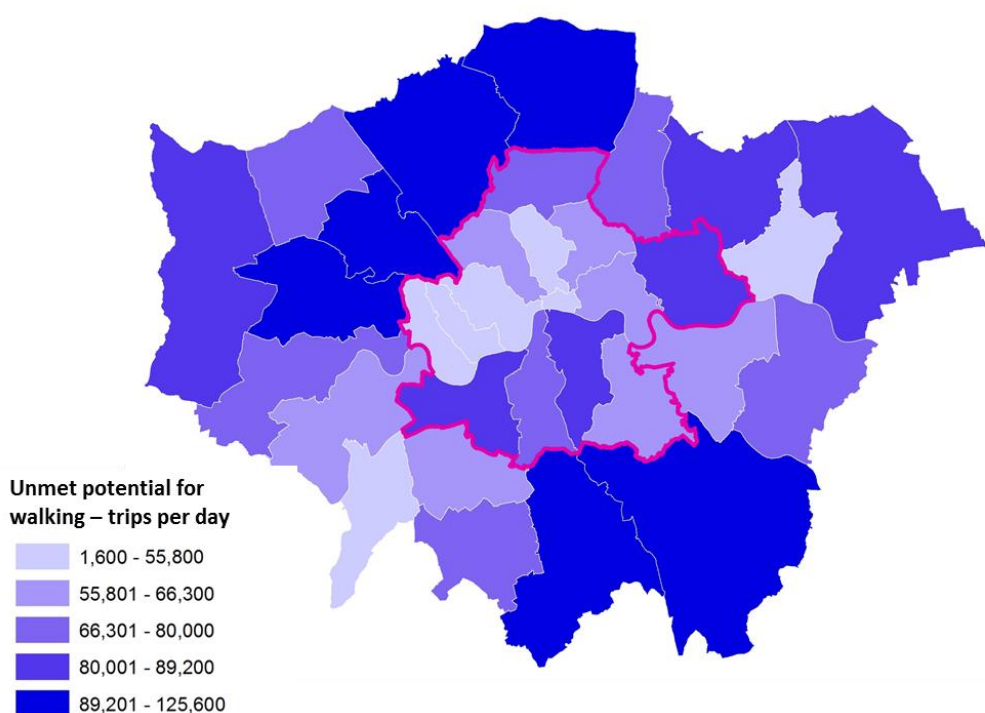 Unmet potential for
walking – trips per day
1,600 - 55,800
55,801 - 66,300
66,301 - 80,000
80,001 - 89,200
89,201 - 125,600